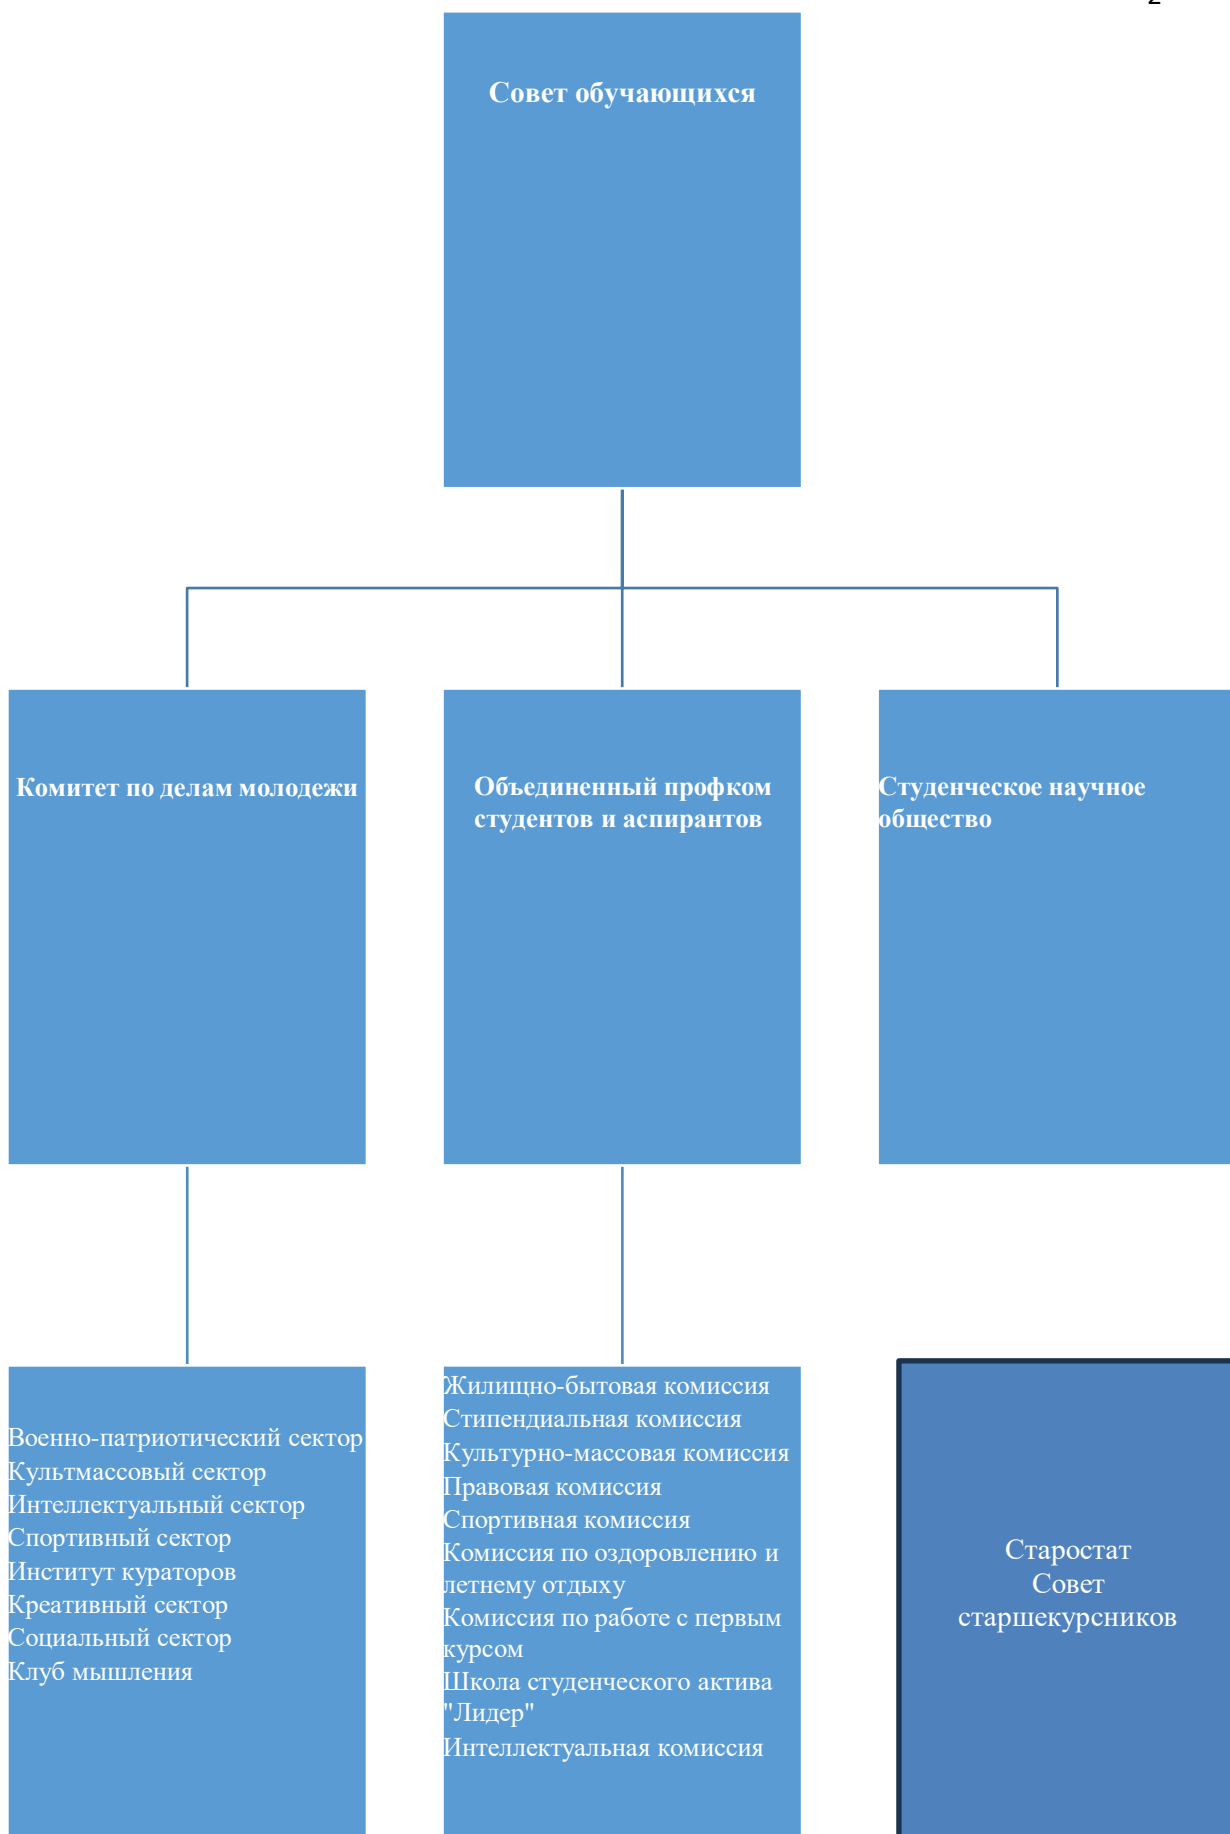 2
Совет обучающихся
Комитет по делам молодежи
Объединенный профком
студентов и аспирантов
Студенческое научное
общество
Военно-патриотический сектор
Культмассовый сектор
Интеллектуальный сектор
Спортивный сектор
Институт кураторов
Креативный сектор
Социальный сектор
Клуб мышления
Жилищно-бытовая комиссия
Стипендиальная комиссия
Культурно-массовая комиссия
Правовая комиссия
Спортивная комиссия
Комиссия по оздоровлению и
летнему отдыху
Комиссия по работе с первым
курсом
Школа студенческого актива
"Лидер"
Интеллектуальная комиссия
Старостат
Совет
старшекурсников